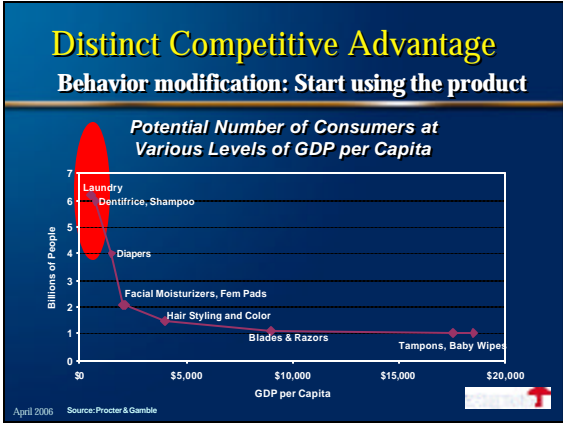 Distinct Competitive Advantage
Behavior modification: Start using the product
Potential Number of Consumers at
Various Levels of GDP per Capita
Billions of People
7
6
5
4
3
2
1
0
Laundry
Dentifrice, Shampoo
Diapers
Facial Moisturizers, Fem Pads
Hair Styling and Color
Blades & Razors
Tampons, Baby Wipes
$0
$5,000
$10,000
$15,000
$20,000
GDP per Capita
April 2006
Source: Procter & Gamble